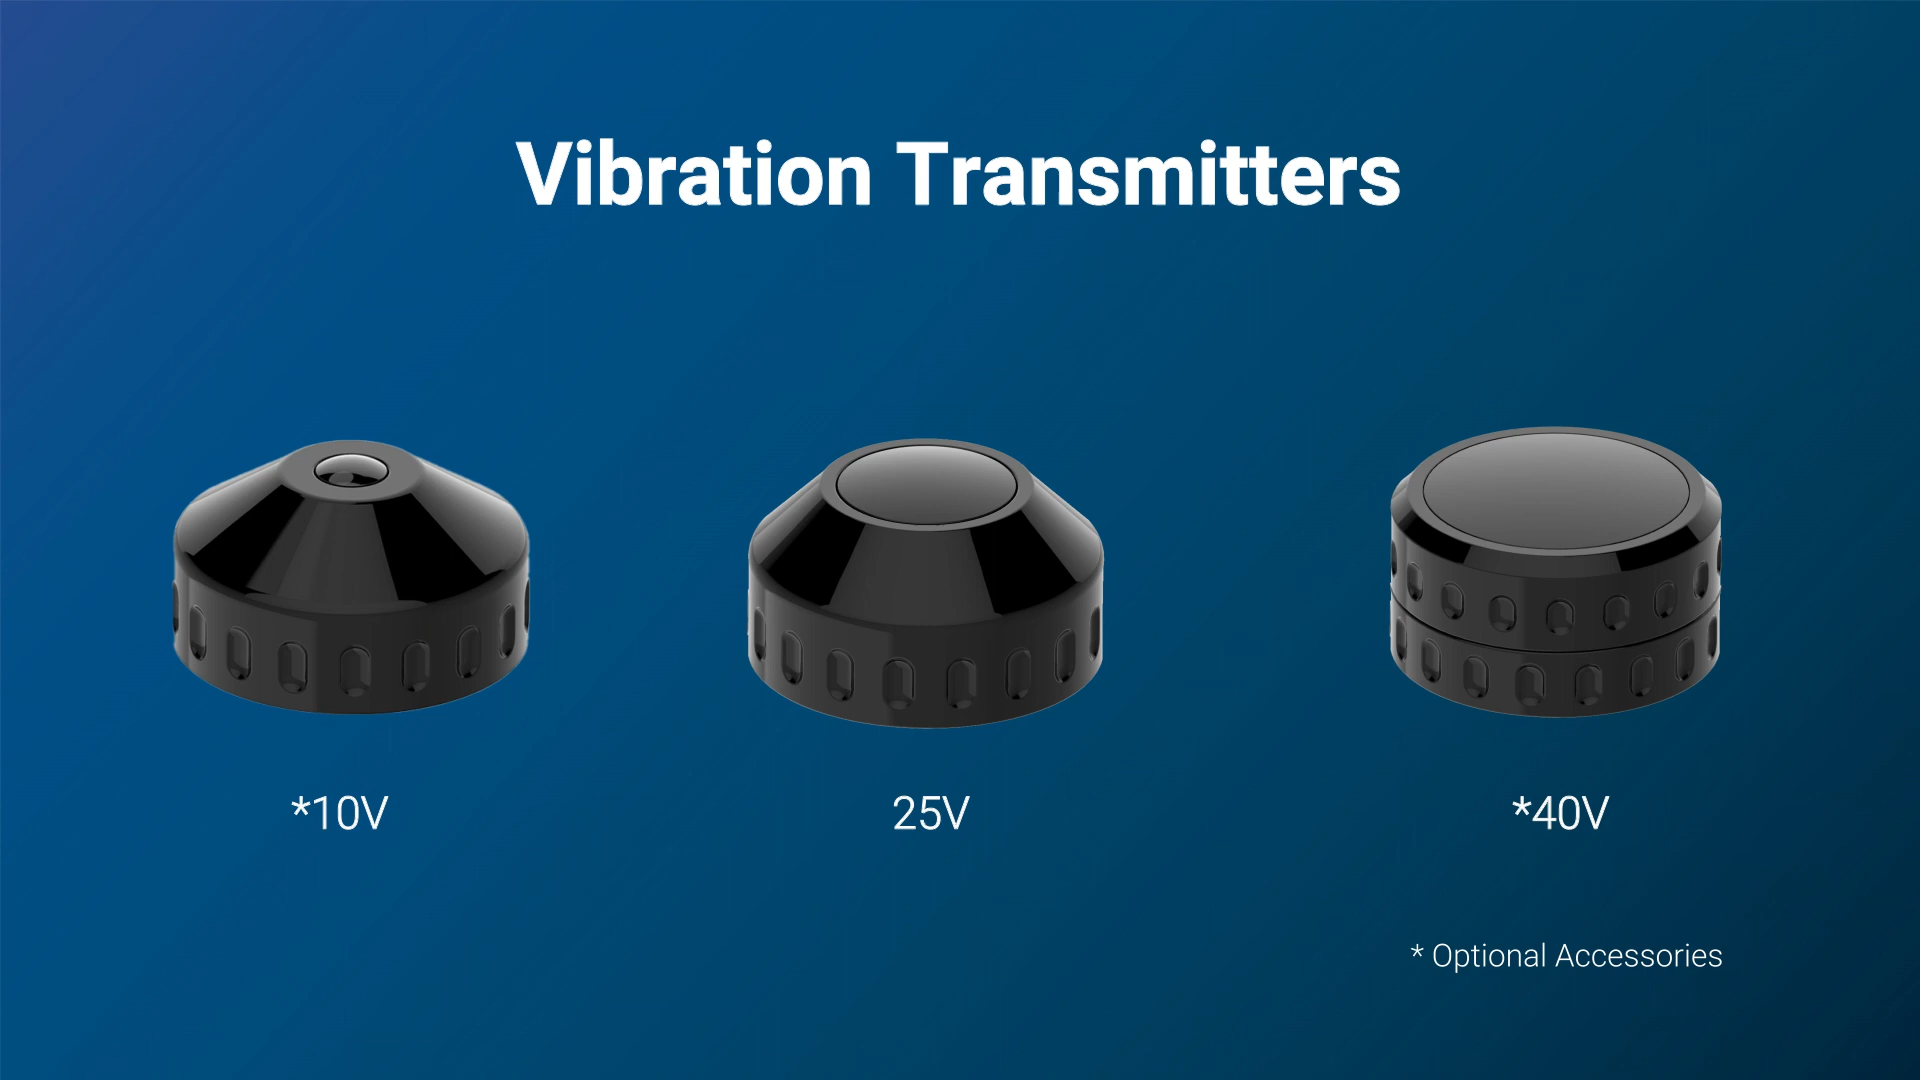 Vibration Transmitters
*10V
25V
*40V
* Optional Accessories